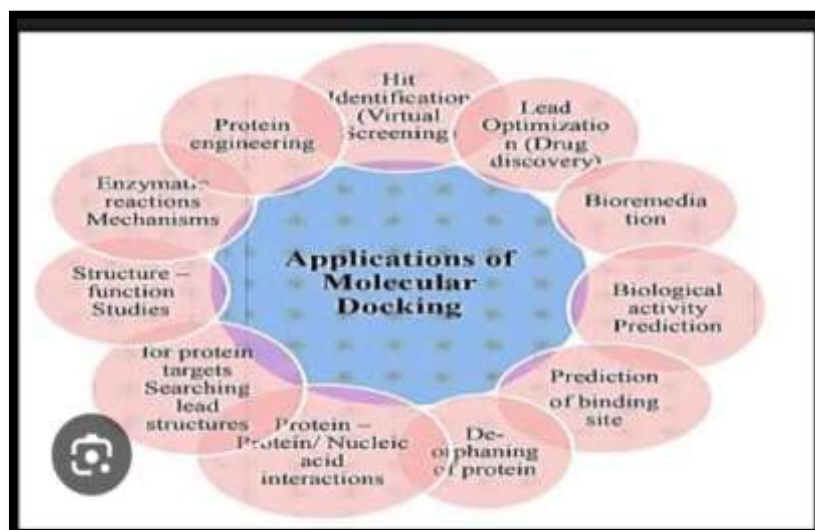 Hit
Identification
(Virtual
Screening)
Lead
Optimizatio
n (Drug
discovery)
Bioremedia
tion
Biological
activity
Prediction
Prediction
of binding
site
De-
orphaning
of protein
Protein –
Protein/ Nucleic
acid
interactions
for protein
targets
Searching
lead
structures
Structure –
function
Studies
Enzymatic
reactions
Mechanisms
Protein
engineering
Applications of
Molecular
Docking